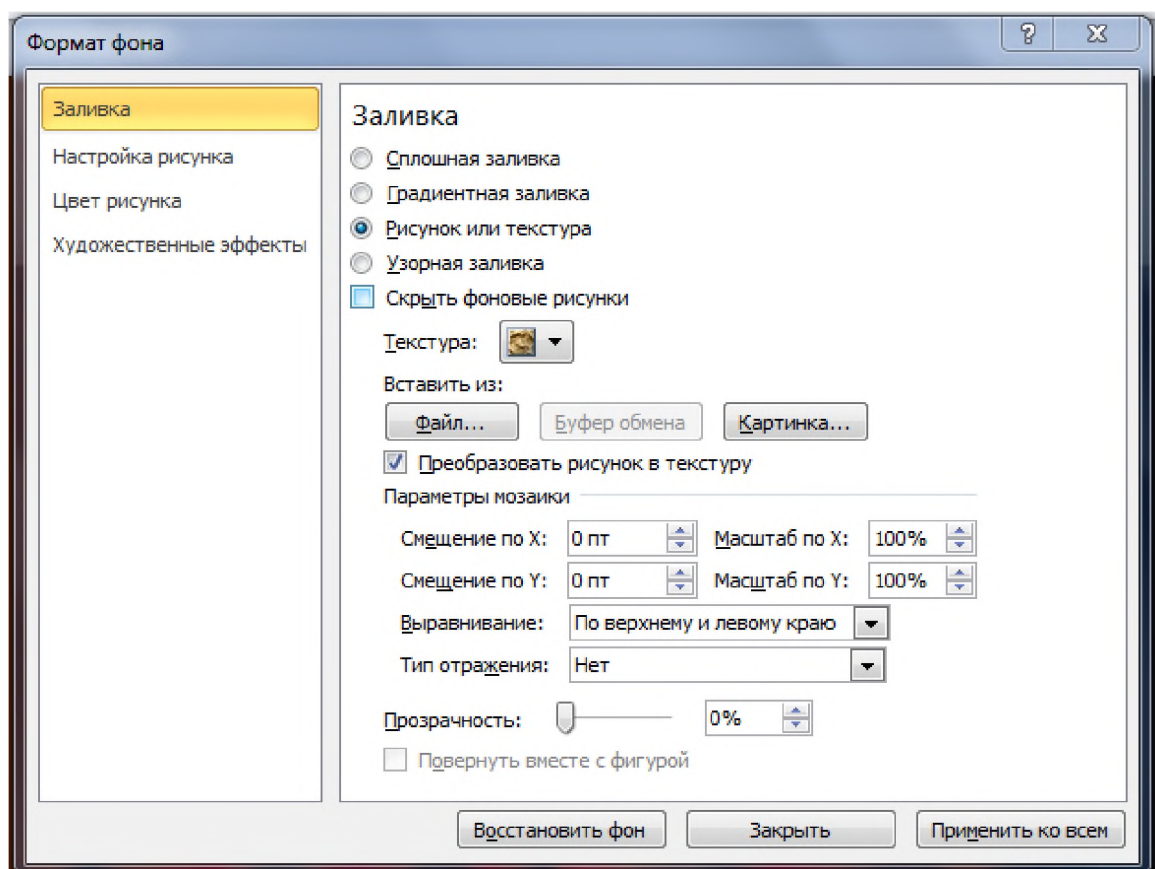 Формат фона
Заливка
Настройка рисунка
Цвет рисунка
Художественные эффекты
Заливка
Сплошная заливка
Градиентная заливка
Рисунок или текстура
Узорная заливка
Скрыть фоновые рисунки
Текстура:
Вставить из:
Файл... Буфер обмена Картинка...
Преобразовать рисунок в текстуру
Параметры мозаики
Смещение по X: 0 пт Масштаб по X: 100%
Смещение по Y: 0 пт Масштаб по Y: 100%
Выравнивание: По верхнему и левому краю
Тип отражения: Нет
Прозрачность: 0%
Повернуть вместе с фигурой
Восстановить фон Закрыть Применить ко всем